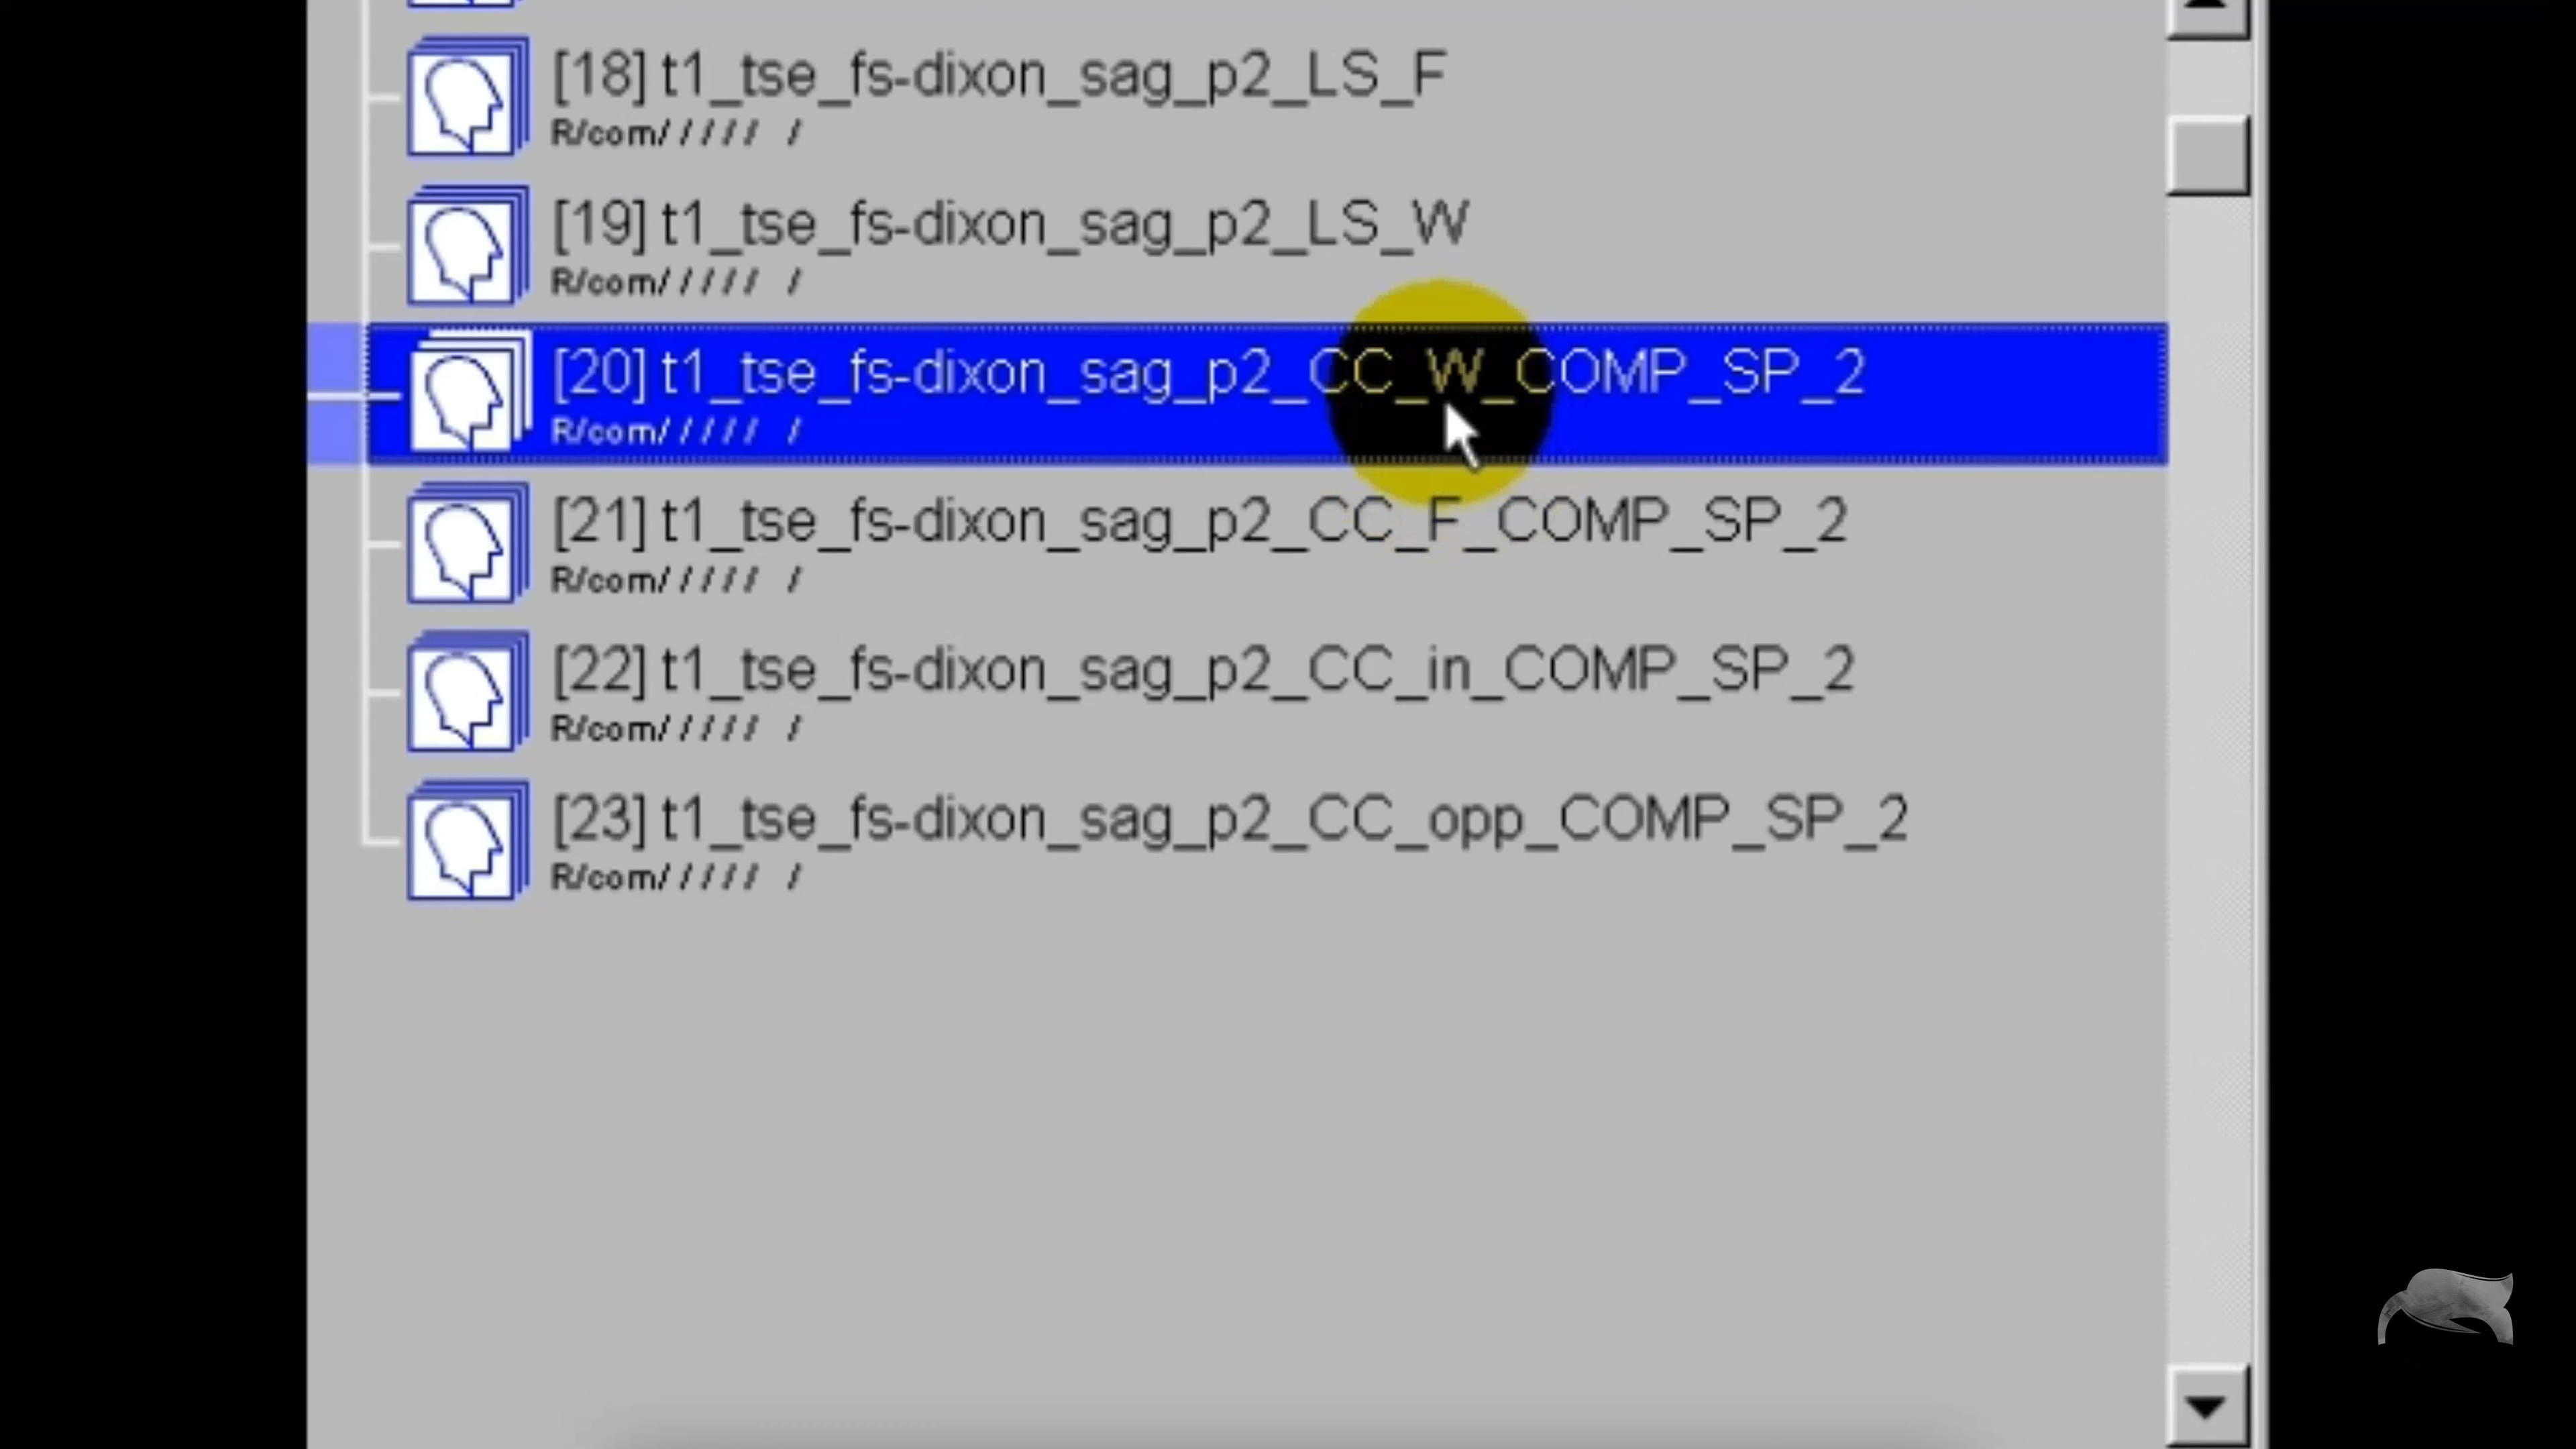 [18] t1_tse_fs-dixon_sag_p2_LS_F
R/com/ / / / /  /
[19] t1_tse_fs-dixon_sag_p2_LS_W
R/com/ / / / /  /
[20] t1_tse_fs-dixon_sag_p2_CC_W_COMP_SP_2
R/com/ / / / /  /
[21] t1_tse_fs-dixon_sag_p2_CC_F_COMP_SP_2
R/com/ / / / /  /
[22] t1_tse_fs-dixon_sag_p2_CC_in_COMP_SP_2
R/com/ / / / /  /
[23] t1_tse_fs-dixon_sag_p2_CC_opp_COMP_SP_2
R/com/ / / / /  /